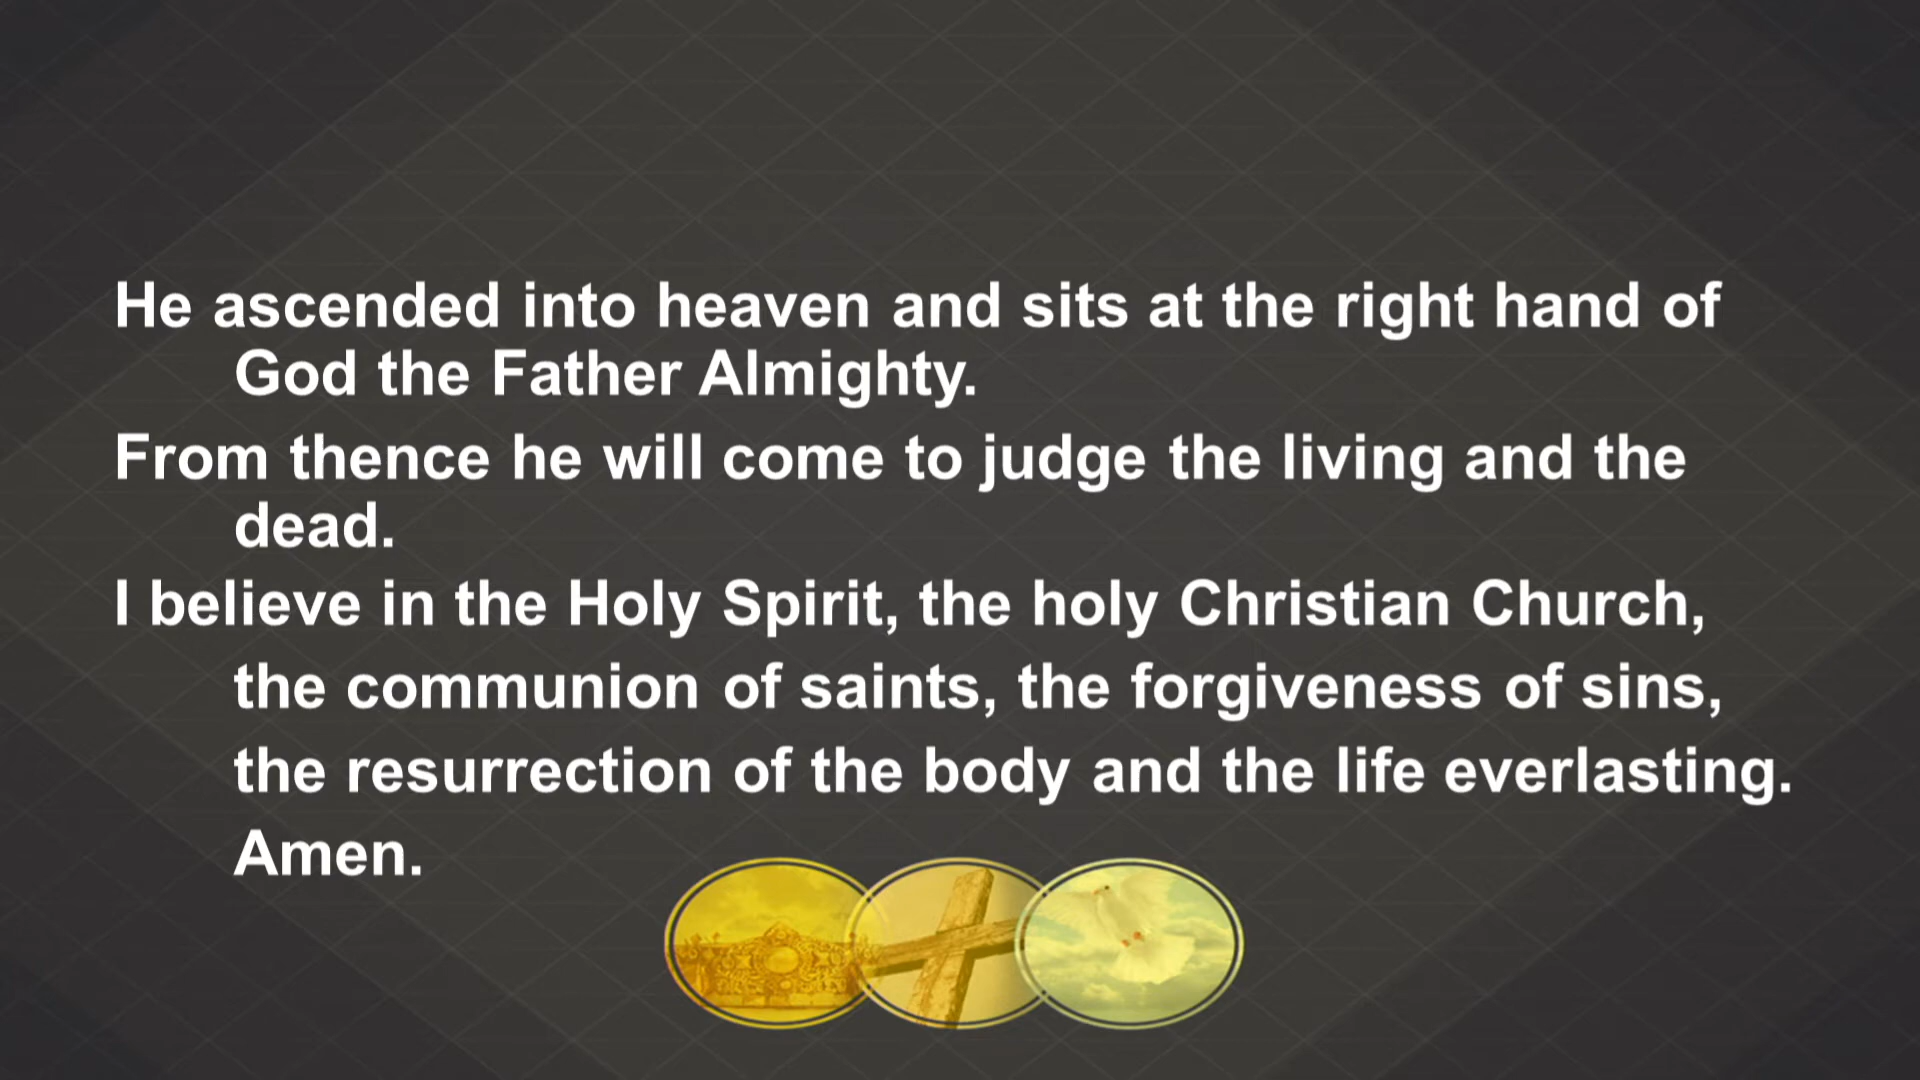 He ascended into heaven and sits at the right hand of
God the Father Almighty.
From thence he will come to judge the living and the
dead.
I believe in the Holy Spirit, the holy Christian Church,
the communion of saints, the forgiveness of sins,
the resurrection of the body and the life everlasting.
Amen.